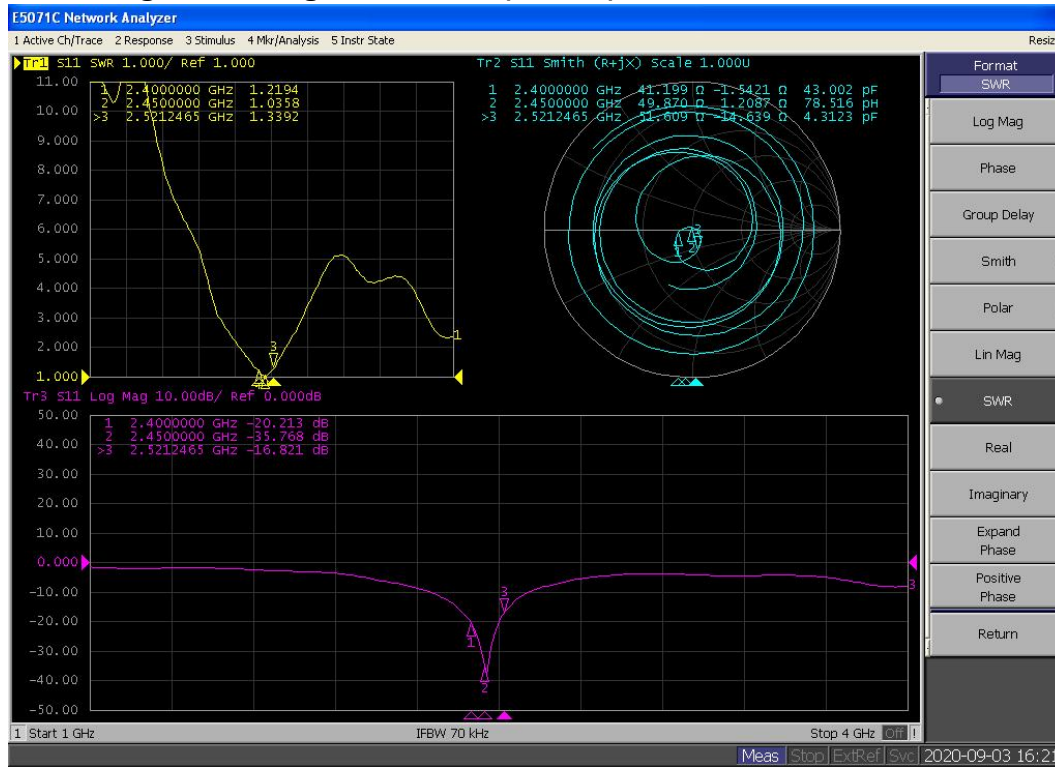 E5071C Network Analyzer
1 Active Ch/Trace 2 Response 3 Stimulus 4 Mkr/Analysis 5 Instr State
Resiz
Tr1 S11 SWR 1.000/ Ref 1.000
11.00
10.00
9.000
8.000
7.000
6.000
5.000
4.000
3.000
2.000
1.000
1 2.4000000 GHz 1.2194
2 2.4500000 GHz 1.0358
>3 2.5212465 GHz 1.3392
3
1
Tr2 S11 Smith (R+jX) Scale 1.000U
1 2.4000000 GHz 41.199 Ω -1.5421 Ω 43.002 pF
2 2.4500000 GHz 49.870 Ω 1.2087 Ω 78.516 pH
>3 2.5212465 GHz 51.609 Ω -14.639 Ω 4.3123 pF
1
2
Tr3 S11 Log Mag 10.00dB/ Ref 0.000dB
50.00
40.00
30.00
20.00
10.00
0.000
-10.00
-20.00
-30.00
-40.00
-50.00
1 2.4000000 GHz -20.213 dB
2 2.4500000 GHz -35.768 dB
>3 2.5212465 GHz -16.821 dB
3
1
2
3
1 Start 1 GHz IFBW 70 kHz Stop 4 GHz Off !
Meas Stop ExtRef Svc 2020-09-03 16:21
Format
SWR
Log Mag
Phase
Group Delay
Smith
Polar
Lin Mag
SWR
Real
Imaginary
Expand
Phase
Positive
Phase
Return